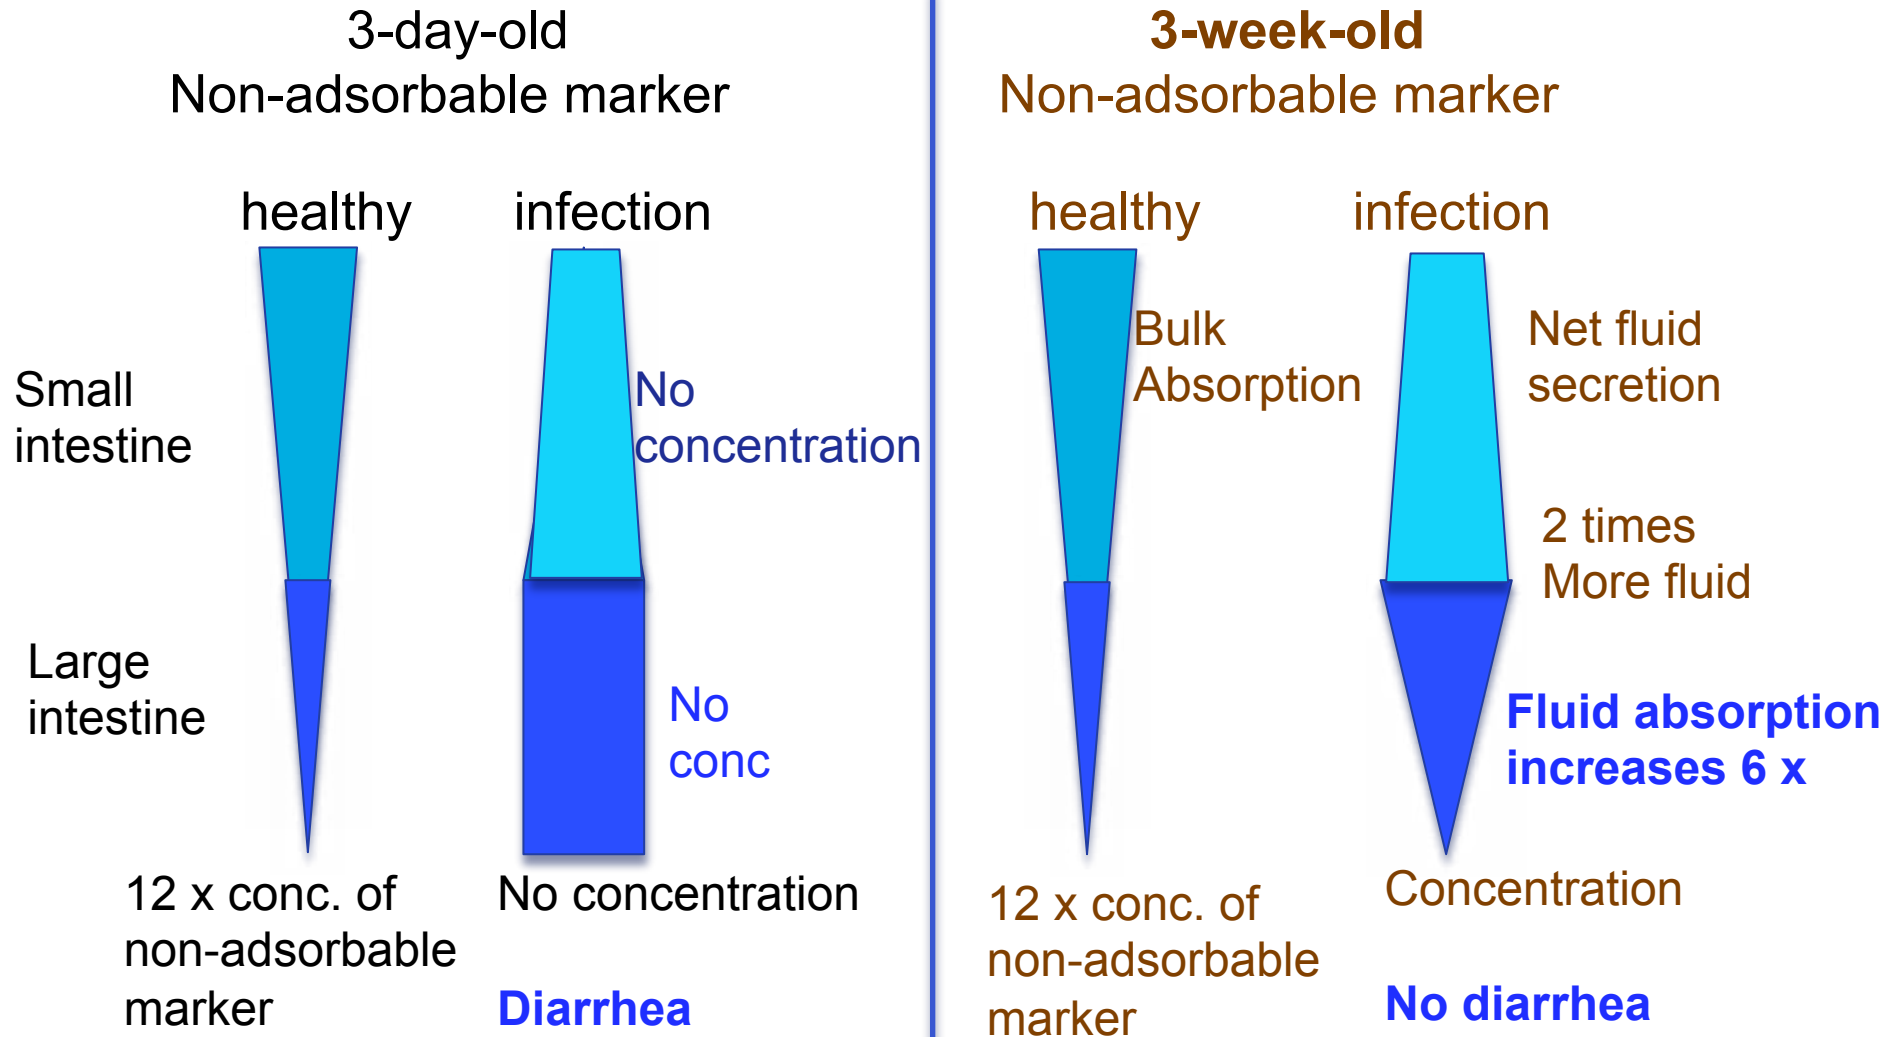 3-day-old
Non-adsorbable marker
healthy
infection
Small
intestine
No
concentration
Large
intestine
No
conc
12 x conc. of
non-adsorbable
marker
No concentration
Diarrhea
3-week-old
Non-adsorbable marker
healthy
infection
Bulk
Absorption
Net fluid
secretion
2 times
More fluid
Fluid absorption
increases 6 x
12 x conc. of
non-adsorbable
marker
Concentration
No diarrhea